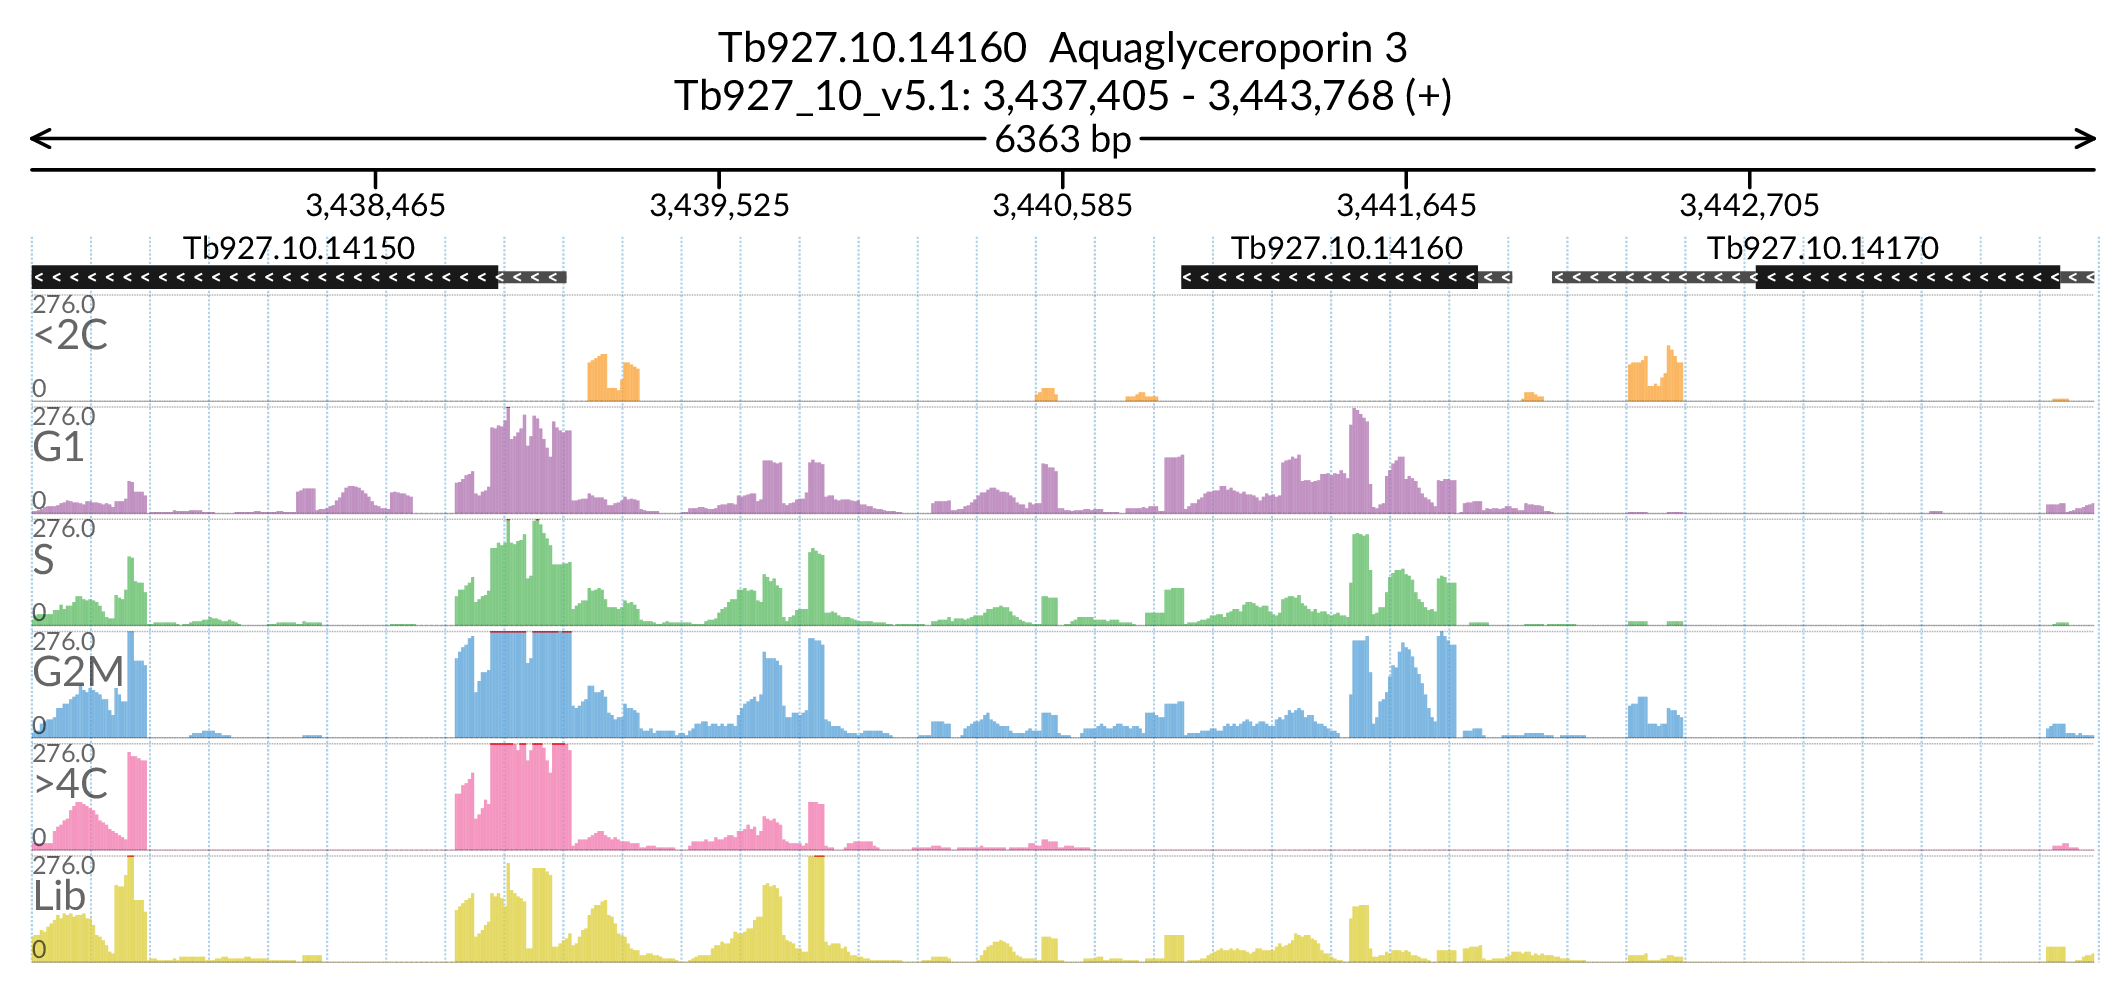 Tb927.10.14160  Aquaglyceroporin 3
Tb927_10_v5.1: 3,437,405 - 3,443,768 (+)
6363 bp
3,438,465 3,439,525 3,440,585 3,441,645 3,442,705
Tb927.10.14150 Tb927.10.14160 Tb927.10.14170
276.0
<2C
0
276.0
G1
0
276.0
S
0
276.0
G2M
0
276.0
>4C
0
276.0
Lib
0